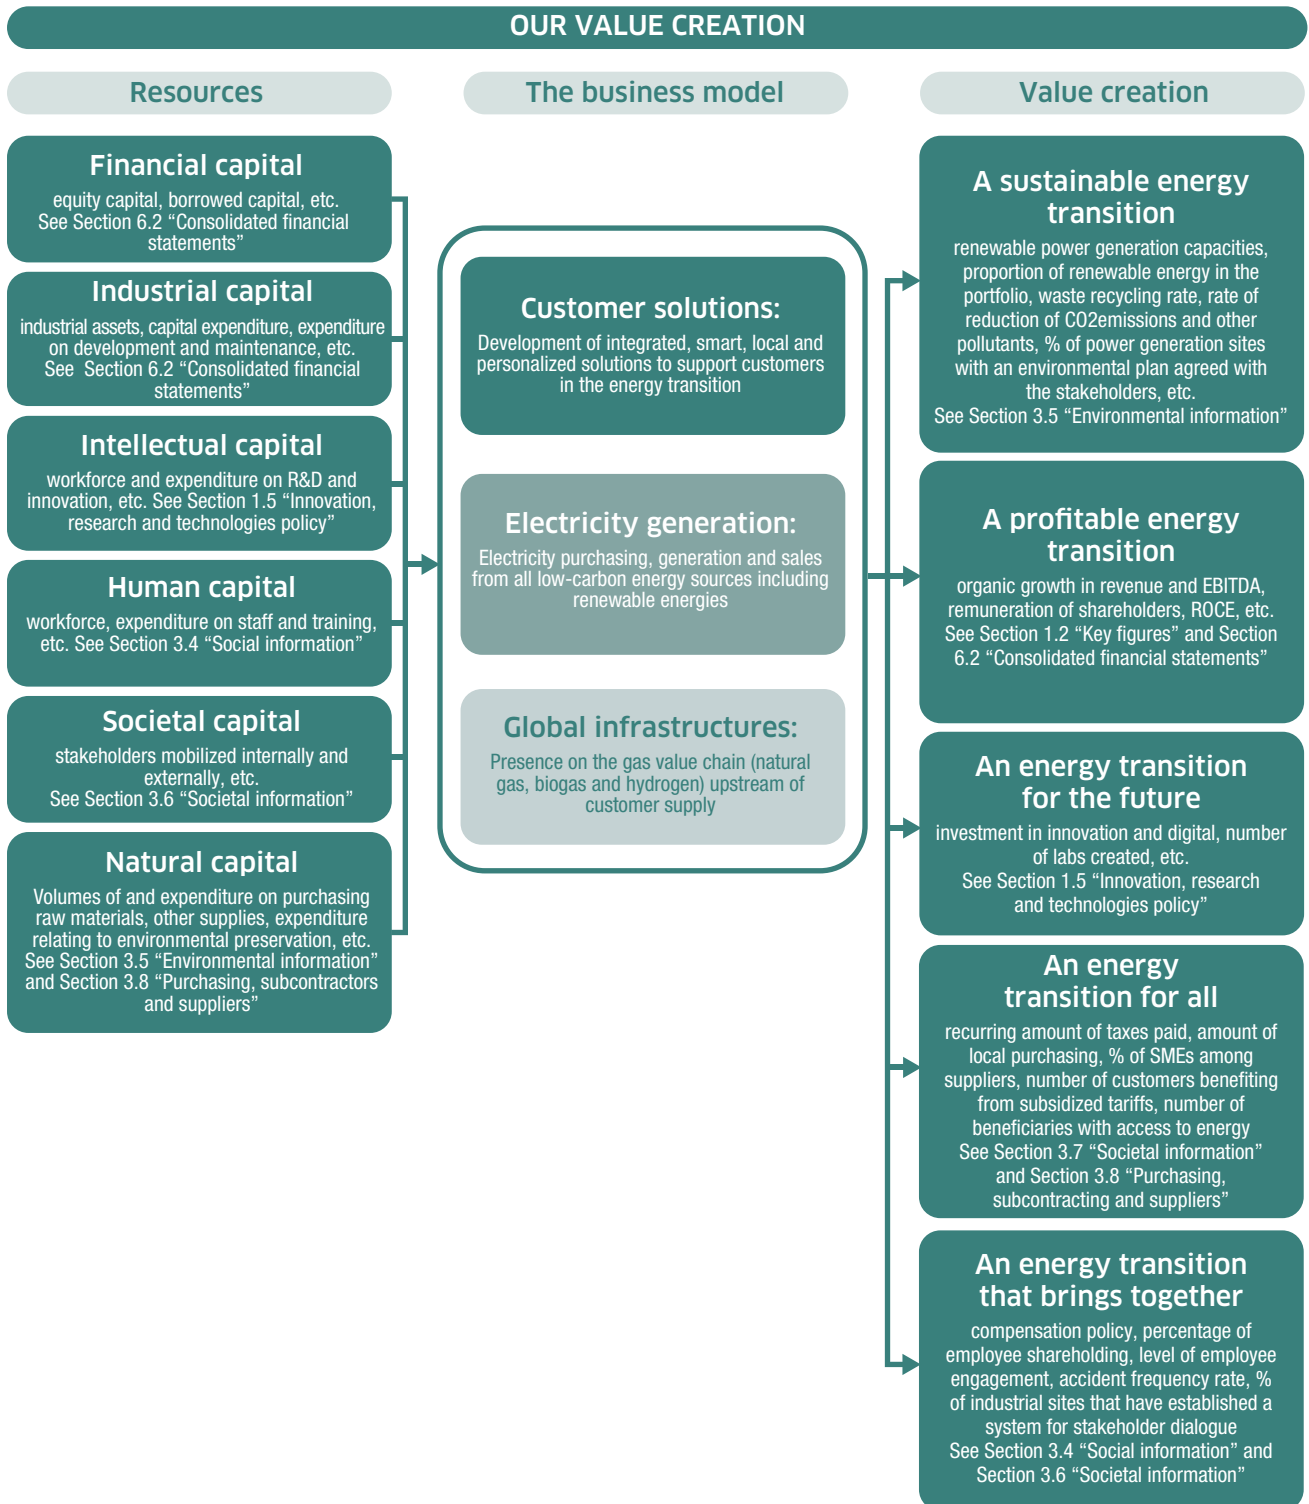 OUR VALUE CREATION
Resources
Financial capital
equity capital, borrowed capital, etc.
See Section 6.2 “Consolidated financial
statements”
Industrial capital
industrial assets, capital expenditure, expenditure
on development and maintenance, etc.
See Section 6.2 “Consolidated financial
statements”
Intellectual capital
workforce and expenditure on R&D and
innovation, etc. See Section 1.5 “Innovation,
research and technologies policy”
Human capital
workforce, expenditure on staff and training,
etc. See Section 3.4 “Social information”
Societal capital
stakeholders mobilized internally and
externally, etc.
See Section 3.6 “Societal information”
Natural capital
Volumes of and expenditure on purchasing
raw materials, other supplies, expenditure
relating to environmental preservation, etc.
See Section 3.5 “Environmental information”
and Section 3.8 “Purchasing, subcontractors
and suppliers”
The business model
Customer solutions:
Development of integrated, smart, local and
personalized solutions to support customers
in the energy transition
Electricity generation:
Electricity purchasing, generation and sales
from all low-carbon energy sources including
renewable energies
Global infrastructures:
Presence on the gas value chain (natural
gas, biogas and hydrogen) upstream of
customer supply
Value creation
A sustainable energy
transition
renewable power generation capacities,
proportion of renewable energy in the
portfolio, waste recycling rate, rate of
reduction of CO2emissions and other
pollutants, % of power generation sites
with an environmental plan agreed with
the stakeholders, etc.
See Section 3.5 “Environmental information”
A profitable energy
transition
organic growth in revenue and EBITDA,
remuneration of shareholders, ROCE, etc.
See Section 1.2 “Key figures” and Section
6.2 “Consolidated financial statements”
An energy transition
for the future
investment in innovation and digital, number
of labs created, etc.
See Section 1.5 “Innovation, research
and technologies policy”
An energy
transition for all
recurring amount of taxes paid, amount of
local purchasing, % of SMEs among
suppliers, number of customers benefiting
from subsidized tariffs, number of
beneficiaries with access to energy
See Section 3.7 “Societal information”
and Section 3.8 “Purchasing,
subcontracting and suppliers”
An energy transition
that brings together
compensation policy, percentage of
employee shareholding, level of employee
engagement, accident frequency rate, %
of industrial sites that have established a
system for stakeholder dialogue
See Section 3.4 “Social information” and
Section 3.6 “Societal information”